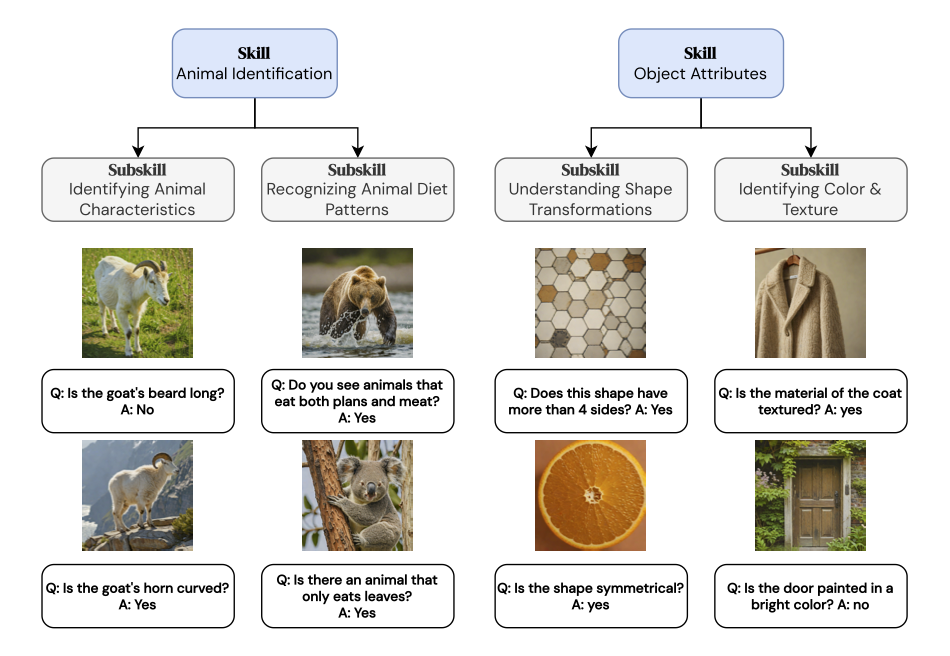 Skill
Animal Identification
Skill
Object Attributes
Subskill
Identifying Animal
Characteristics
Subskill
Recognizing Animal Diet
Patterns
Subskill
Understanding Shape
Transformations
Subskill
Identifying Color &
Texture
Q: Is the goat's beard long?
A: No
Q: Do you see animals that
eat both plans and meat?
A: Yes
Q: Does this shape have
more than 4 sides? A: Yes
Q: Is the material of the coat
textured? A: yes
Q: Is the goat's horn curved?
A: Yes
Q: Is there an animal that
only eats leaves?
A: Yes
Q: Is the shape symmetrical?
A: yes
Q: Is the door painted in a
bright color? A: no